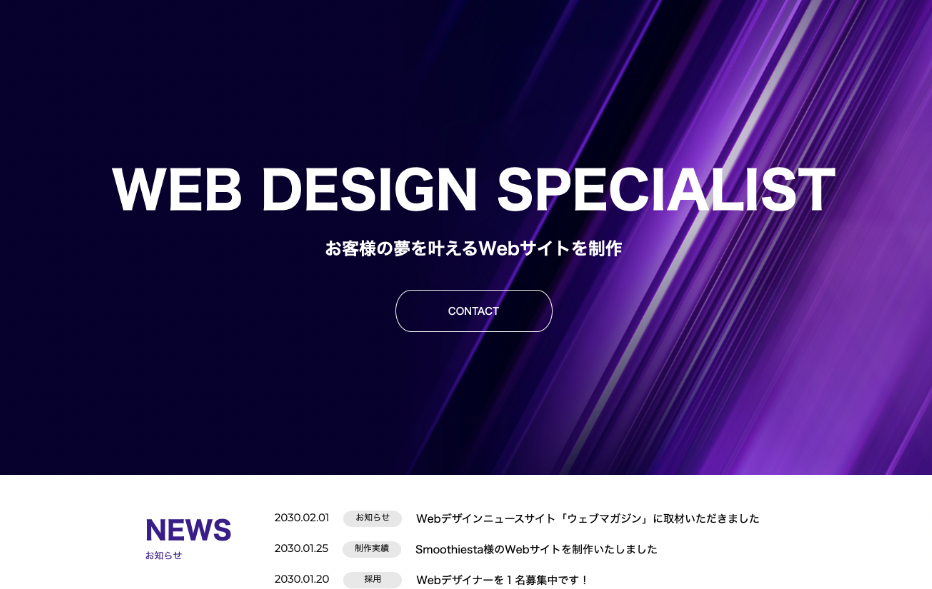 WEB DESIGN SPECIALIST
お客様の夢を叶えるWebサイトを制作
CONTACT
NEWS
お知らせ
2030.02.01 お知らせ Webデザインニュースサイト「ウェブマガジン」に取材いただきました
2030.01.25 制作実績 Smoothiesta様のWebサイトを制作いたしました
2030.01.20 採用 Webデザイナーを１名募集中です！